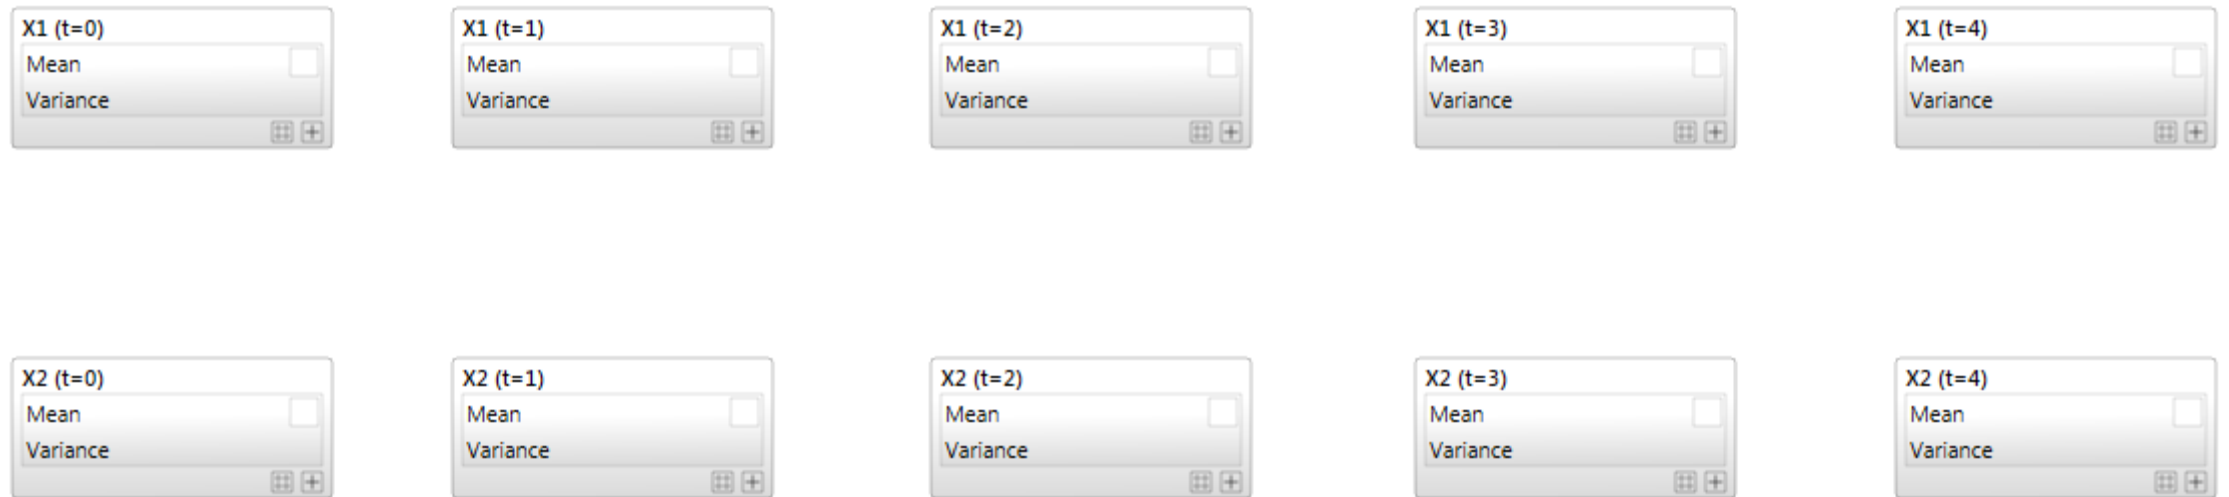 X1 (t=0)
Mean
Variance
X1 (t=1)
Mean
Variance
X1 (t=2)
Mean
Variance
X1 (t=3)
Mean
Variance
X1 (t=4)
Mean
Variance
X2 (t=0)
Mean
Variance
X2 (t=1)
Mean
Variance
X2 (t=2)
Mean
Variance
X2 (t=3)
Mean
Variance
X2 (t=4)
Mean
Variance